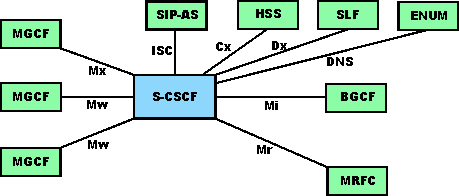 SIP-AS
HSS
SLF
ENUM
MGCF
ISC
Cx
Dx
DNS
Mx
MGCF
Mw
S-CSCF
Mi
BGCF
Mw
Mr
MGCF
MRFC